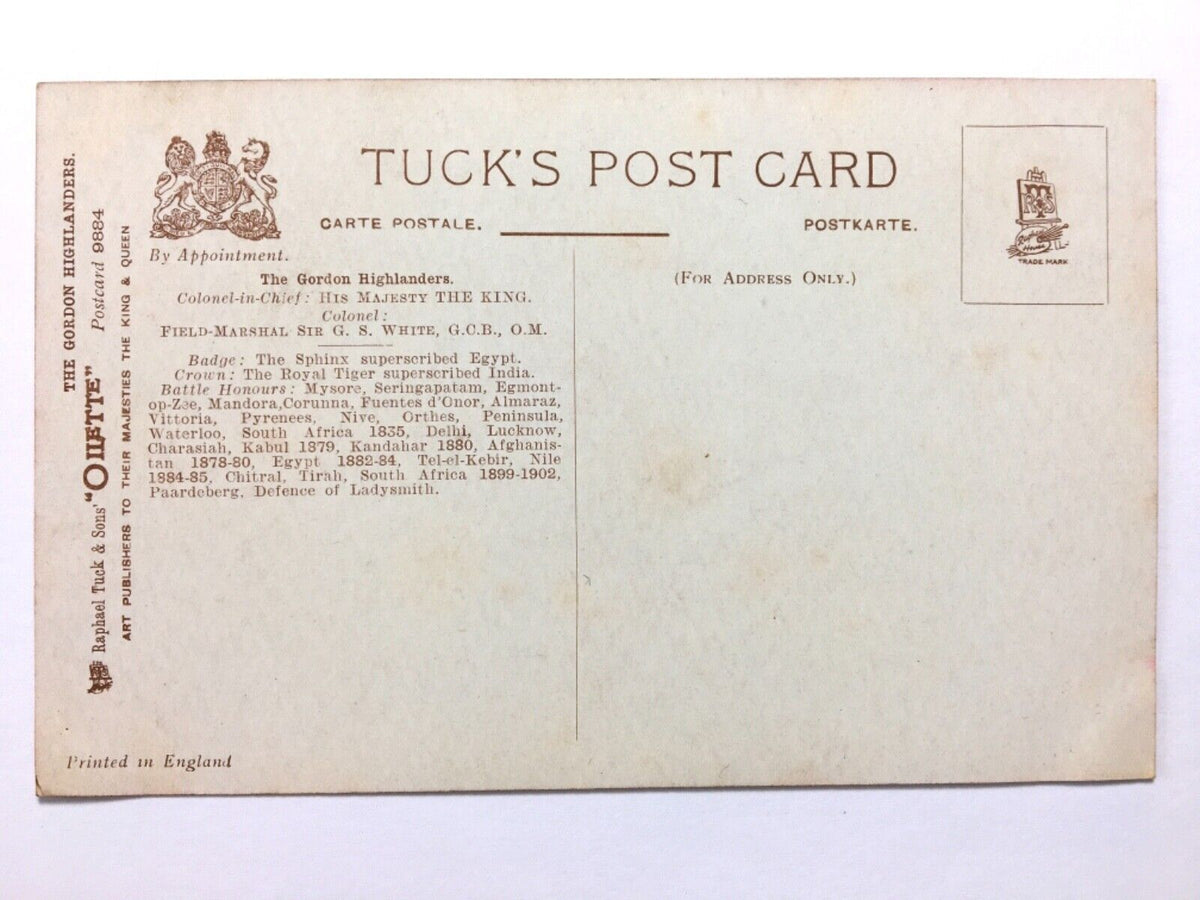 TUCK'S POST CARD
CARTE POSTALE.
POSTKARTE.
By Appointment.
(FOR ADDRESS ONLY.)
The Gordon Highlanders.
Colonel-in-Chief: HIS MAJESTY THE KING.
Colonel:
FIELD-MARSHAL SIR G. S. WHITE, G.C.B., O.M.
Badge: The Sphinx superscribed Egypt.
Crown: The Royal Tiger superscribed India.
Battle Honours: Mysore, Seringapatam, Egmont-
op-Zee, Mandora,Corunna, Fuentes d'Onor, Almaraz,
Vittoria, Pyrenees, Nive, Orthes, Peninsula,
Waterloo, South Africa 1835, Delhi, Lucknow,
Charasiah, Kabul 1879, Kandahar 1880, Afghanis-
tan 1878-80, Egypt 1882-84, Tel-el-Kebir, Nile
1884-85, Chitral, Tirah, South Africa 1899-1902,
Paardeberg, Defence of Ladysmith.
THE GORDON HIGHLANDERS.
Raphael Tuck & Sons' "OILETTE" Postcard 9884
ART PUBLISHERS TO THEIR MAJESTIES THE KING & QUEEN
Printed in England
TRADE MARK